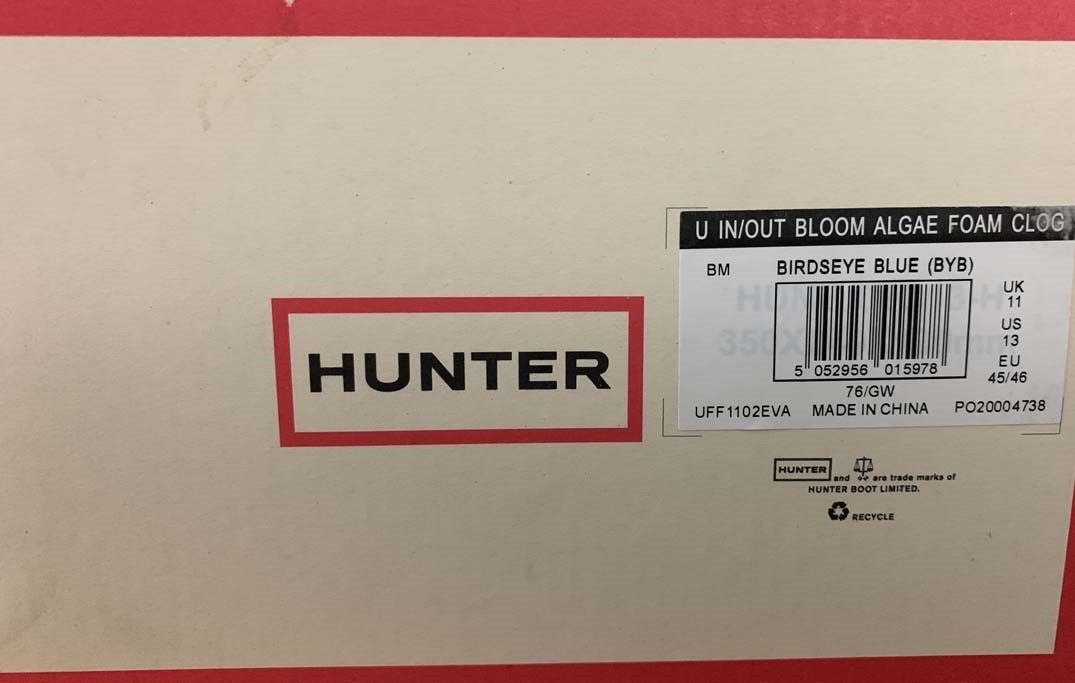 HUNTER
U IN/OUT BLOOM ALGAE FOAM CLOG
BM BIRDSEYE BLUE (BYB)
UK
11
US
13
EU
45/46
5 052956 015978
76/GW
UFF1102EVA MADE IN CHINA PO20004738
HUNTER and are trade marks of
HUNTER BOOT LIMITED.
RECYCLE